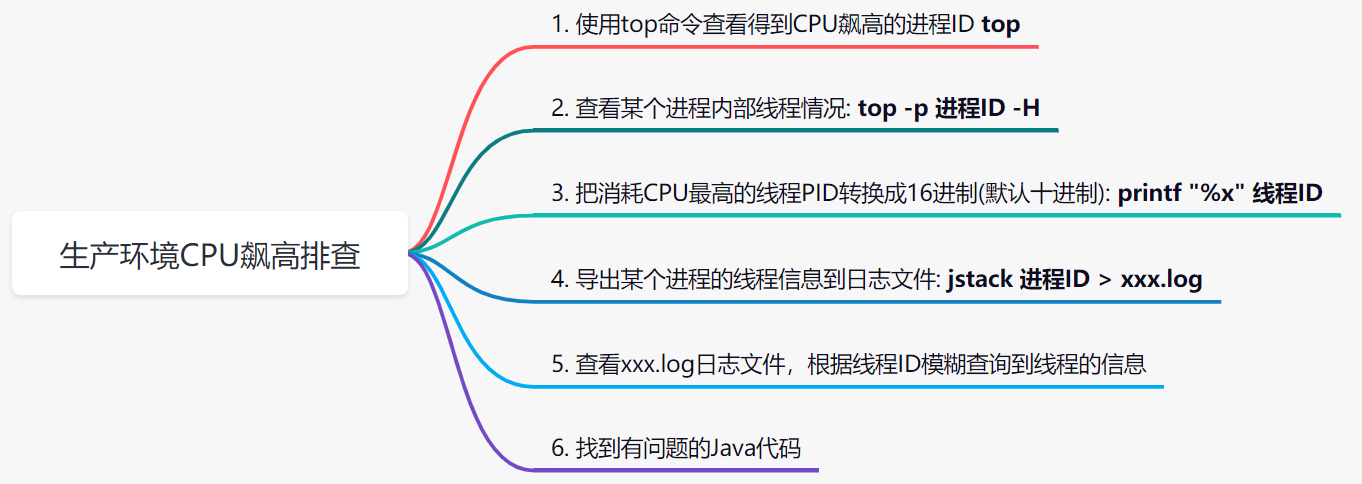 生产环境CPU飙高排查
1. 使用top命令查看得到CPU飙高的进程ID top
2. 查看某个进程内部线程情况: top -p 进程ID -H
3. 把消耗CPU最高的线程PID转换成16进制(默认十进制): printf "%x" 线程ID
4. 导出某个进程的线程信息到日志文件: jstack 进程ID > xxx.log
5. 查看xxx.log日志文件，根据线程ID模糊查询到线程的信息
6. 找到有问题的Java代码